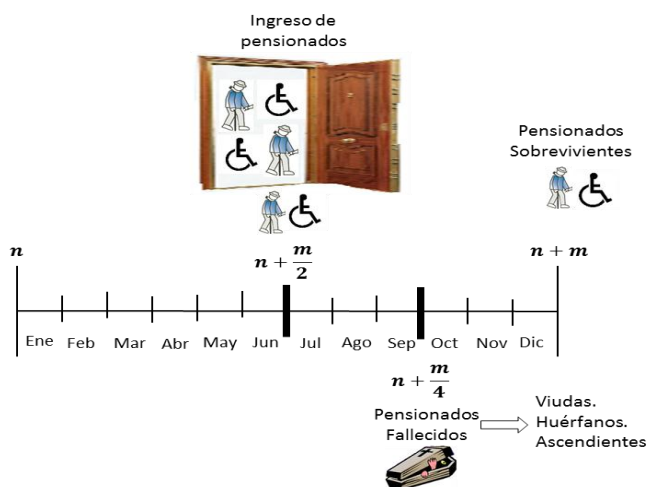 Ingreso de
pensionados
Pensionados
Sobrevivientes
n
n + m/2
n + m
Ene Feb Mar Abr May Jun Jul Ago Sep Oct Nov Dic
n + m/4
Pensionados
Fallecidos
Viudas.
Huérfanos.
Ascendientes